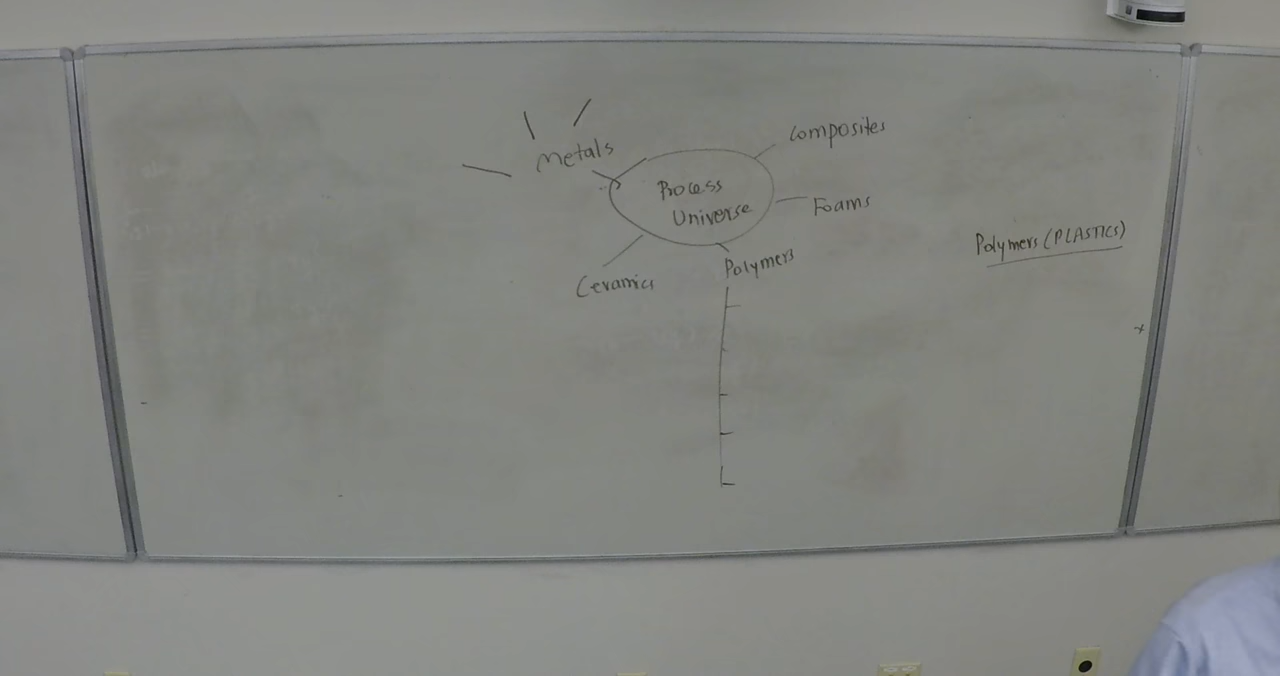 Metals
Composites
Process
Universe
Foams
Polymers (PLASTICS)
Polymers
Ceramics